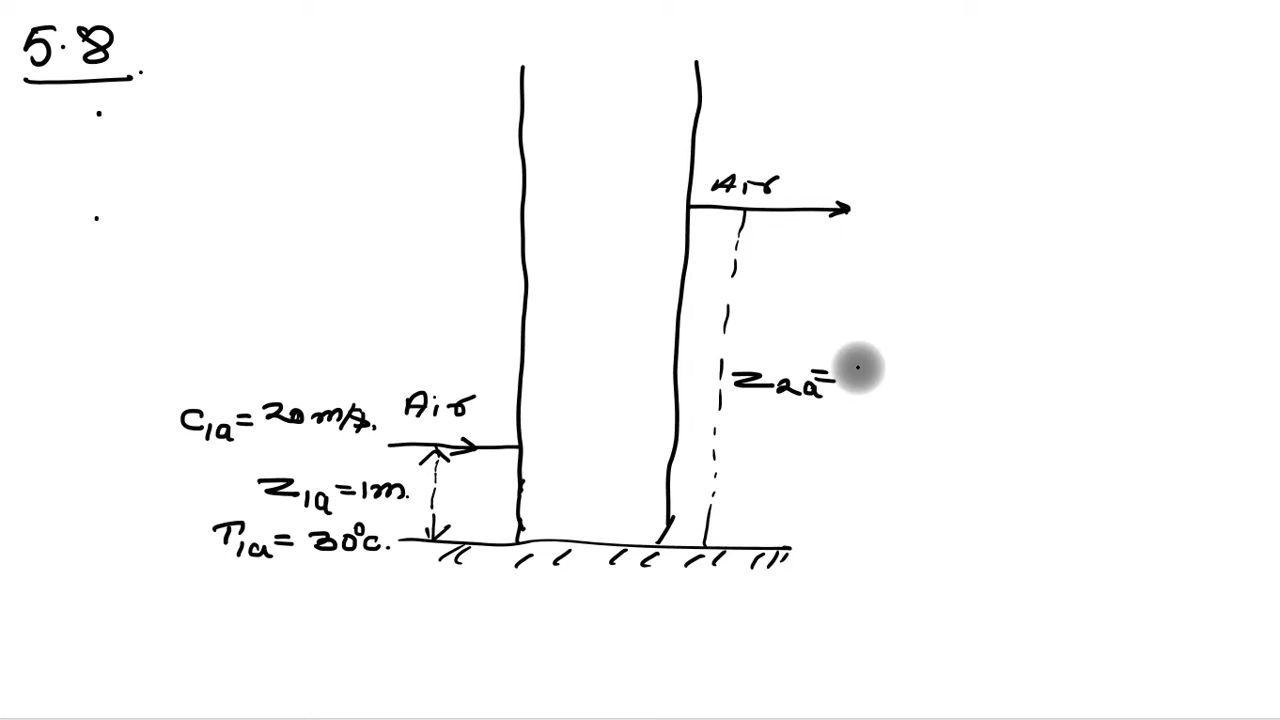 5.8
Air
Z2a=
C1a= 20 m/s. Air
Z1a = 1m.
T1a = 30°c.